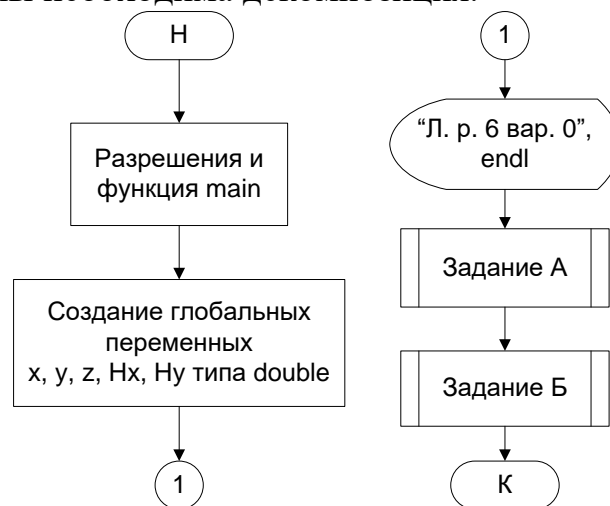 Н
Разрешения и
функция main
Создание глобальных
переменных
x, y, z, Hx, Hy типа double
1
1
“Л. р. 6 вар. 0”,
endl
Задание А
Задание Б
К